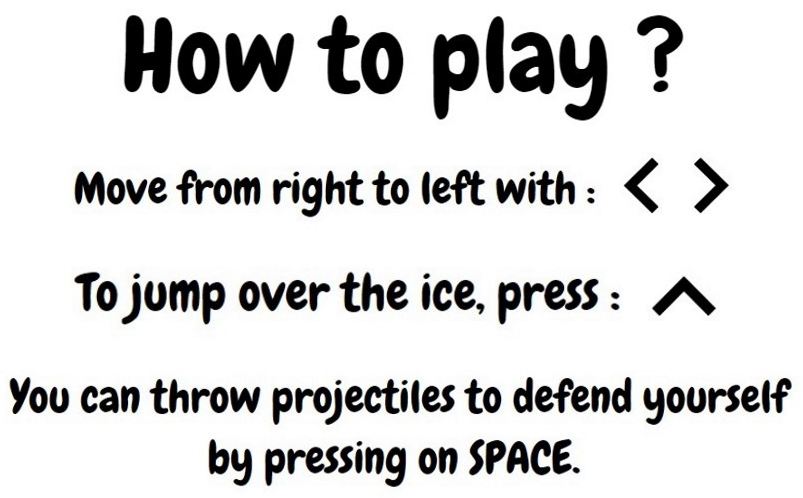 How to play ?
Move from right to left with : < >
To jump over the ice, press : ^
You can throw projectiles to defend yourself
by pressing on SPACE.